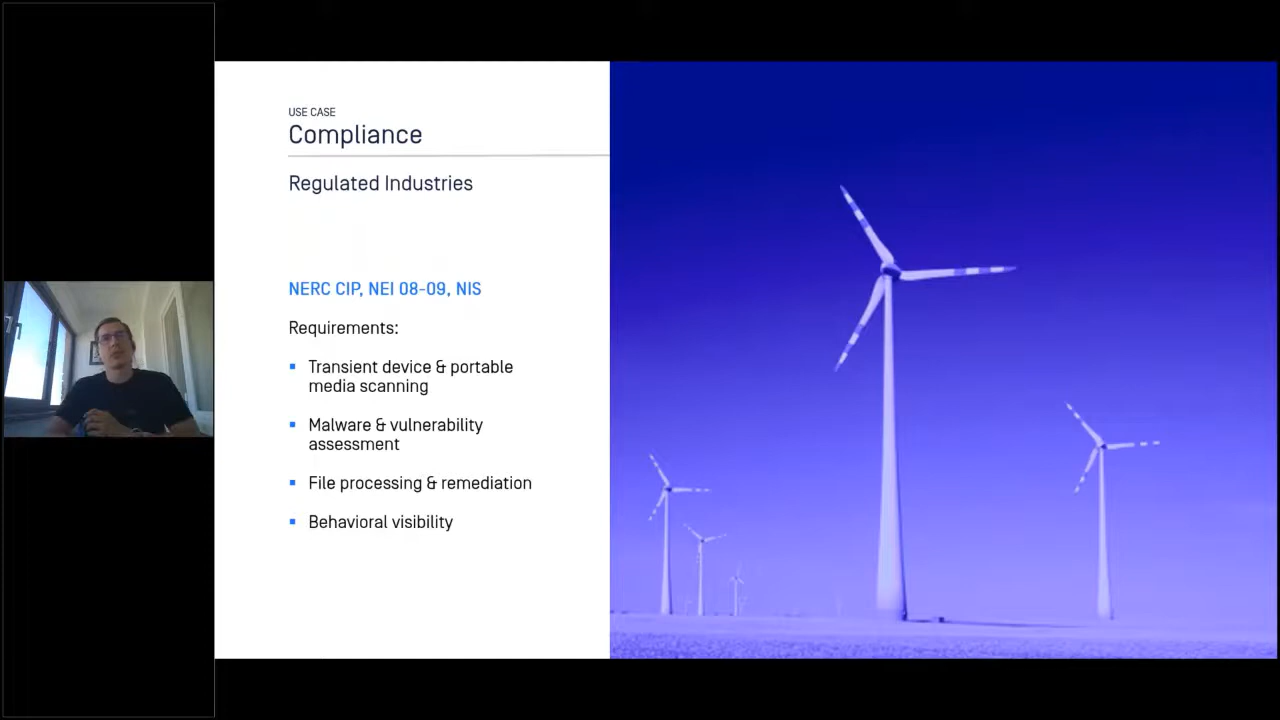 USE CASE
Compliance
Regulated Industries
NERC CIP, NEI 08-09, NIS
Requirements:
Transient device & portable
media scanning
Malware & vulnerability
assessment
File processing & remediation
Behavioral visibility